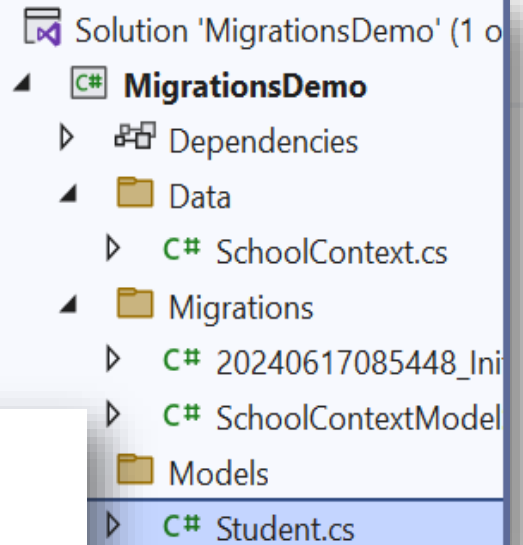 Solution 'MigrationsDemo' (1 o
C# MigrationsDemo
Dependencies
Data
C# SchoolContext.cs
Migrations
C# 20240617085448_Ini
C# SchoolContextModel
Models
C# Student.cs